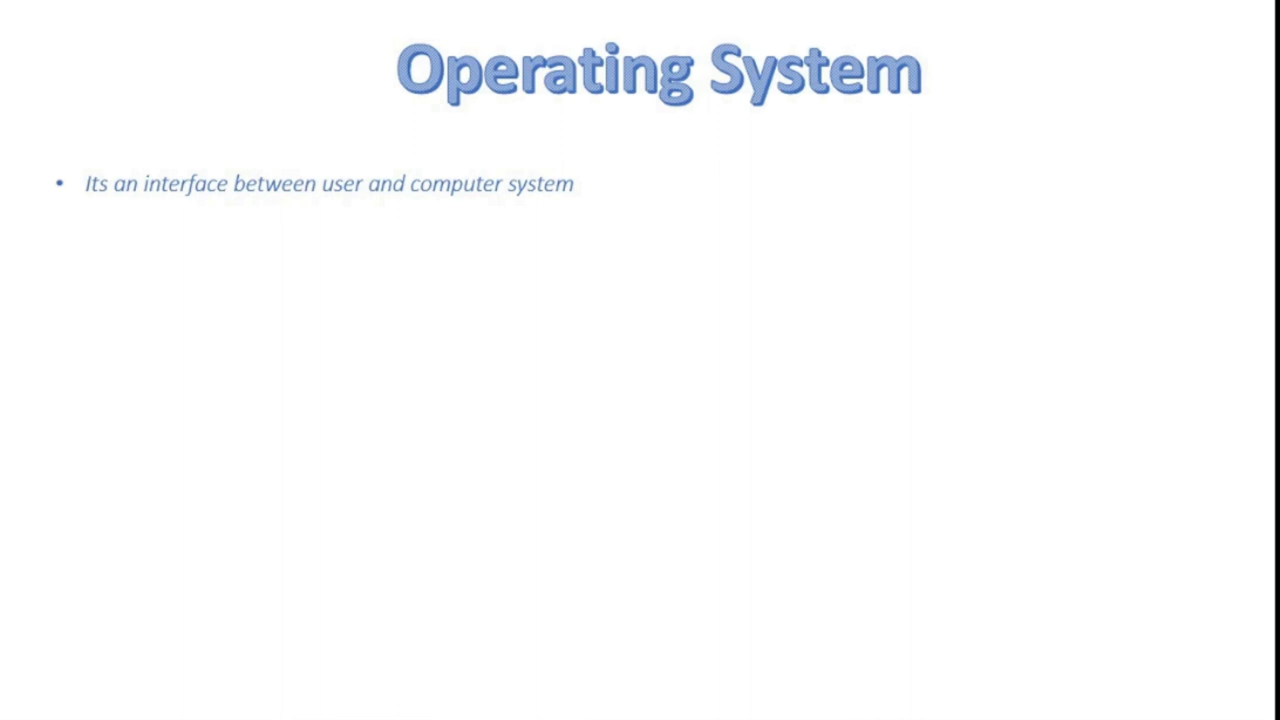 Operating System
• Its an interface between user and computer system